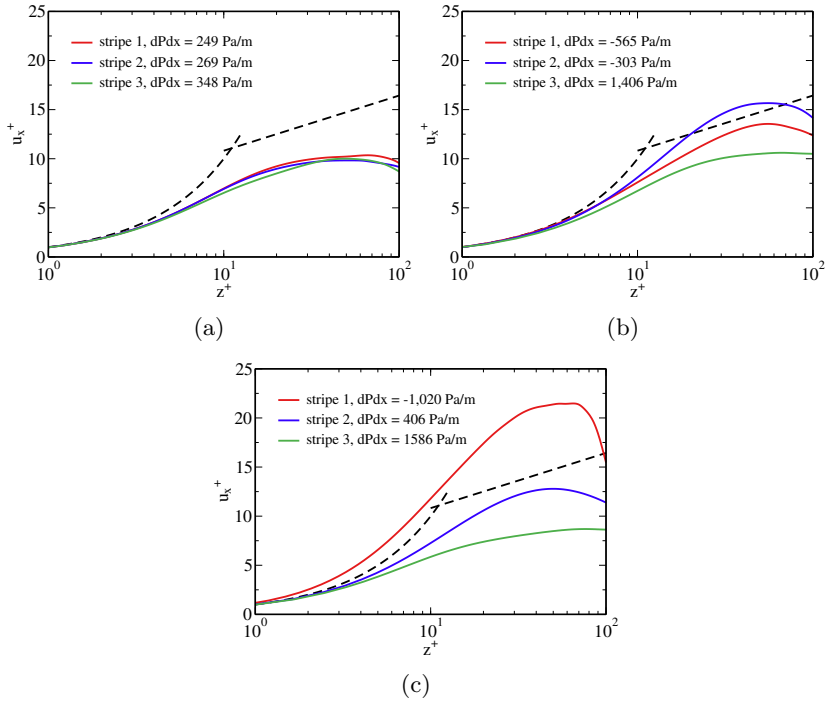 25
20
15
10
5
0
u_x^+
stripe 1, dPdx = 249 Pa/m
stripe 2, dPdx = 269 Pa/m
stripe 3, dPdx = 348 Pa/m
10^0
10^1
10^2
z^+
(a)
25
20
15
10
5
0
u_x^+
stripe 1, dPdx = -565 Pa/m
stripe 2, dPdx = -303 Pa/m
stripe 3, dPdx = 1,406 Pa/m
10^0
10^1
10^2
z^+
(b)
25
20
15
10
5
0
u_x^+
stripe 1, dPdx = -1,020 Pa/m
stripe 2, dPdx = 406 Pa/m
stripe 3, dPdx = 1586 Pa/m
10^0
10^1
10^2
z^+
(c)